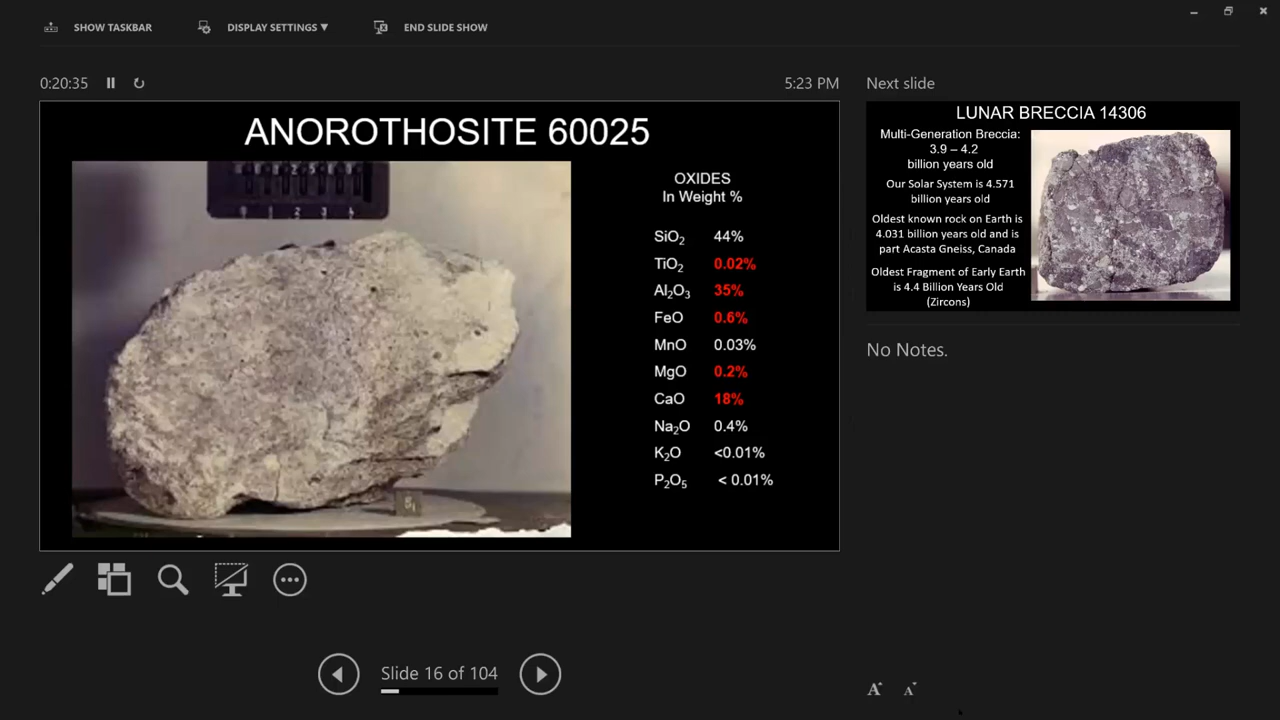 SHOW TASKBAR
DISPLAY SETTINGS ▼
END SLIDE SHOW
0:20:35
5:23 PM
ANOROTHOSITE 60025
OXIDES
In Weight %
SiO₂ 44%
TiO₂ 0.02%
Al₂O₃ 35%
FeO 0.6%
MnO 0.03%
MgO 0.2%
CaO 18%
Na₂O 0.4%
K₂O <0.01%
P₂O₅ < 0.01%
Slide 16 of 104
Next slide
LUNAR BRECCIA 14306
Multi-Generation Breccia:
3.9 – 4.2
billion years old
Our Solar System is 4.571
billion years old
Oldest known rock on Earth is
4.031 billion years old and is
part Acasta Gneiss, Canada
Oldest Fragment of Early Earth
is 4.4 Billion Years Old
(Zircons)
No Notes.
A A